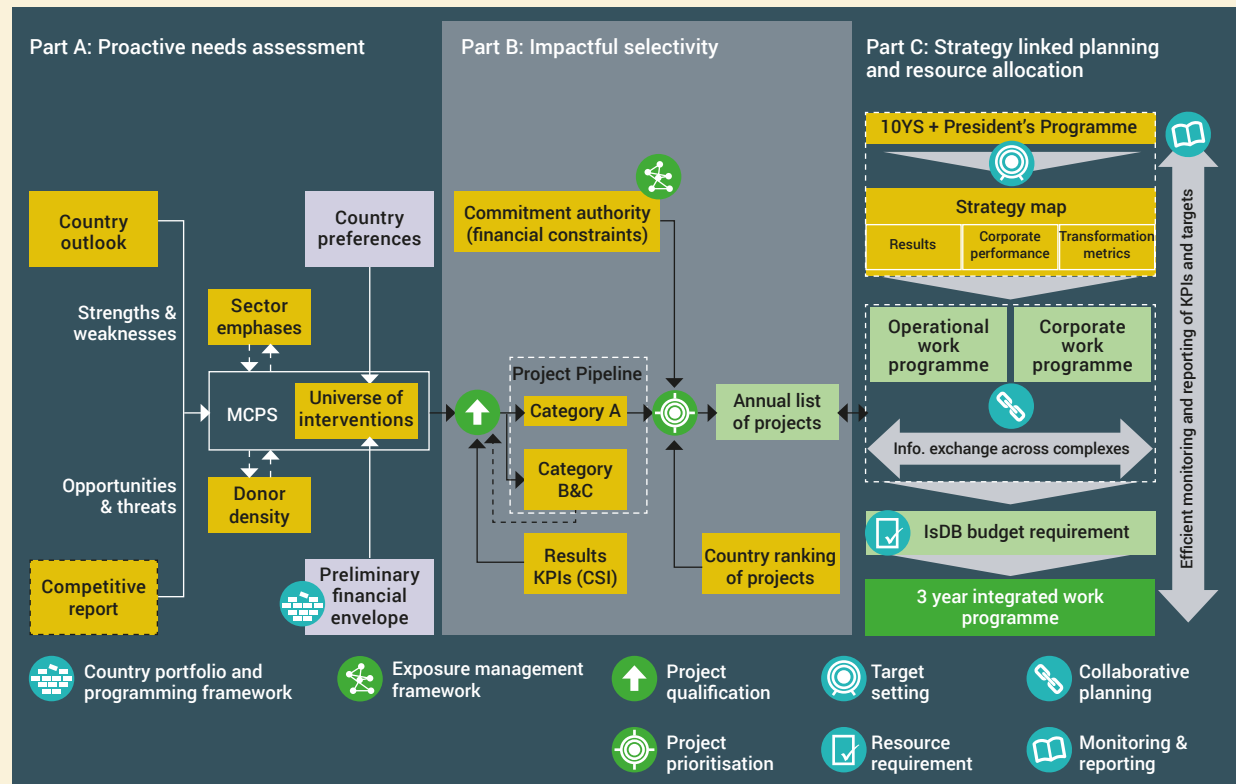 Part A: Proactive needs assessment
Country
outlook
Strengths &
weaknesses
Opportunities
& threats
Competitive
report
Sector
emphases
MCPS
Donor
density
Country
preferences
Universe of
interventions
Preliminary
financial
envelope
Part B: Impactful selectivity
Commitment authority
(financial constraints)
Project Pipeline
Category A
Category
B&C
Results
KPIs (CSI)
Annual list
of projects
Country ranking
of projects
Part C: Strategy linked planning
and resource allocation
10YS + President's Programme
Strategy map
Results
Corporate
performance
Transformation
metrics
Operational
work
programme
Corporate
work
programme
Info. exchange across complexes
IsDB budget requirement
3 year integrated work
programme
Efficient monitoring and reporting of KPIs and targets
Country portfolio and
programming framework
Exposure management
framework
Project
qualification
Target
setting
Collaborative
planning
Project
prioritisation
Resource
requirement
Monitoring &
reporting